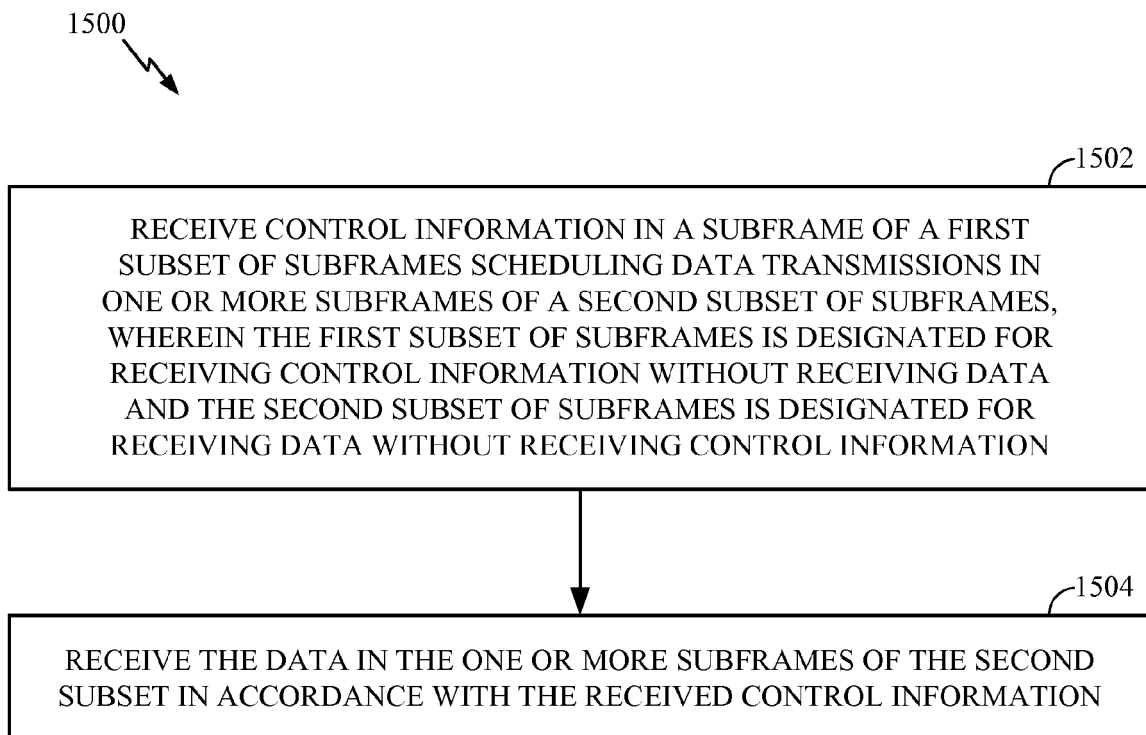 1500
1502
RECEIVE CONTROL INFORMATION IN A SUBFRAME OF A FIRST
SUBSET OF SUBFRAMES SCHEDULING DATA TRANSMISSIONS IN
ONE OR MORE SUBFRAMES OF A SECOND SUBSET OF SUBFRAMES,
WHEREIN THE FIRST SUBSET OF SUBFRAMES IS DESIGNATED FOR
RECEIVING CONTROL INFORMATION WITHOUT RECEIVING DATA
AND THE SECOND SUBSET OF SUBFRAMES IS DESIGNATED FOR
RECEIVING DATA WITHOUT RECEIVING CONTROL INFORMATION
1504
RECEIVE THE DATA IN THE ONE OR MORE SUBFRAMES OF THE SECOND
SUBSET IN ACCORDANCE WITH THE RECEIVED CONTROL INFORMATION